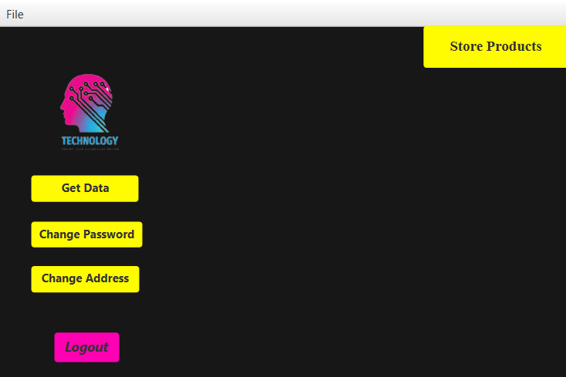 File
Store Products
TECHNOLOGY
Get Data
Change Password
Change Address
Logout